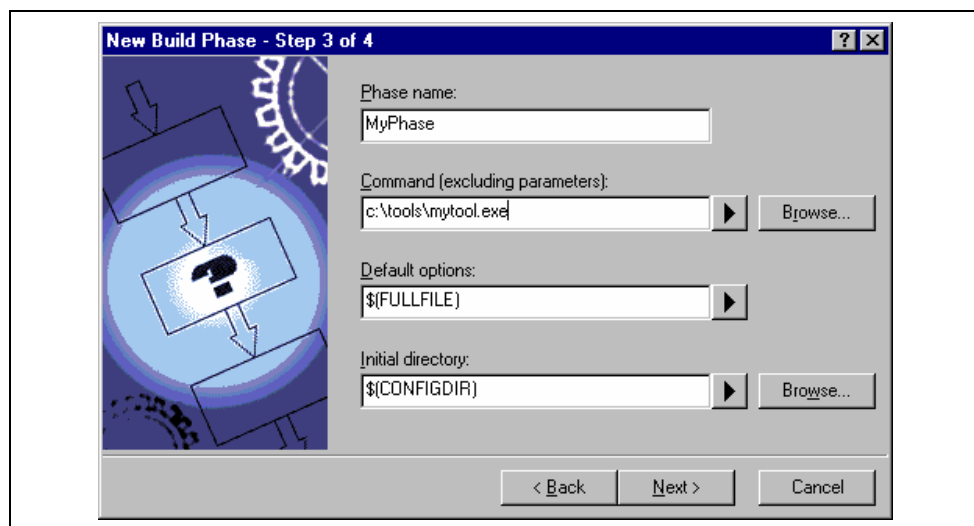 New Build Phase - Step 3 of 4
Phase name:
MyPhase
Command (excluding parameters):
c:\tools\mytool.exe
Browse...
Default options:
$(FULLFILE)
Initial directory:
$(CONFIGDIR)
Browse...
< Back
Next >
Cancel